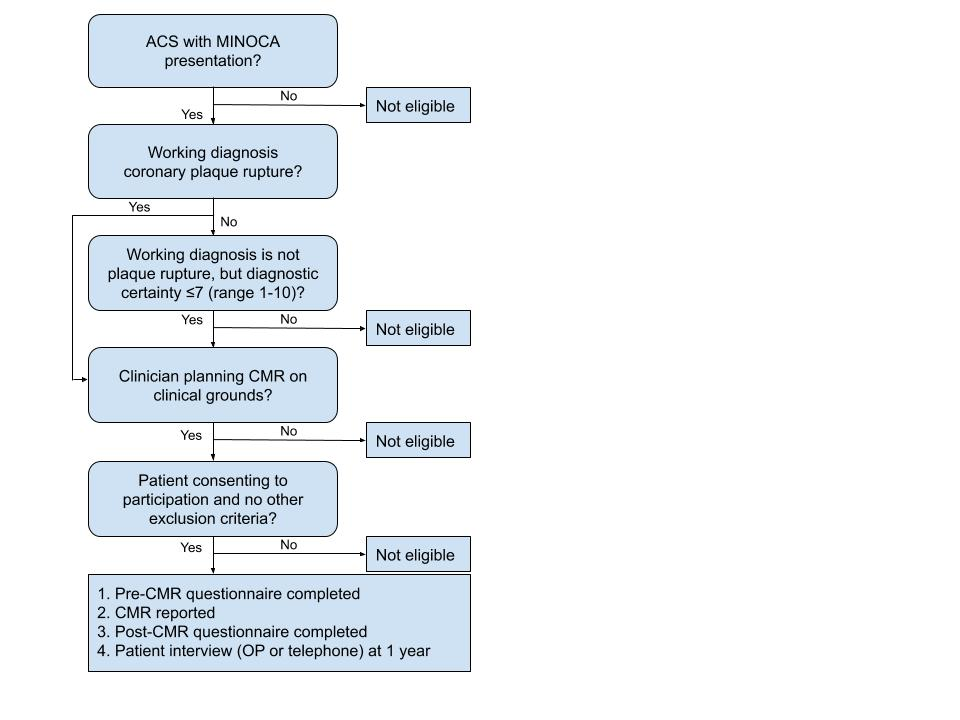 ACS with MINOCA
presentation?
No
Not eligible
Yes
Working diagnosis
coronary plaque rupture?
Yes
No
Working diagnosis is not
plaque rupture, but diagnostic
certainty ≤7 (range 1-10)?
Yes
No
Not eligible
Clinician planning CMR on
clinical grounds?
Yes
No
Not eligible
Patient consenting to
participation and no other
exclusion criteria?
Yes
No
Not eligible
1. Pre-CMR questionnaire completed
2. CMR reported
3. Post-CMR questionnaire completed
4. Patient interview (OP or telephone) at 1 year